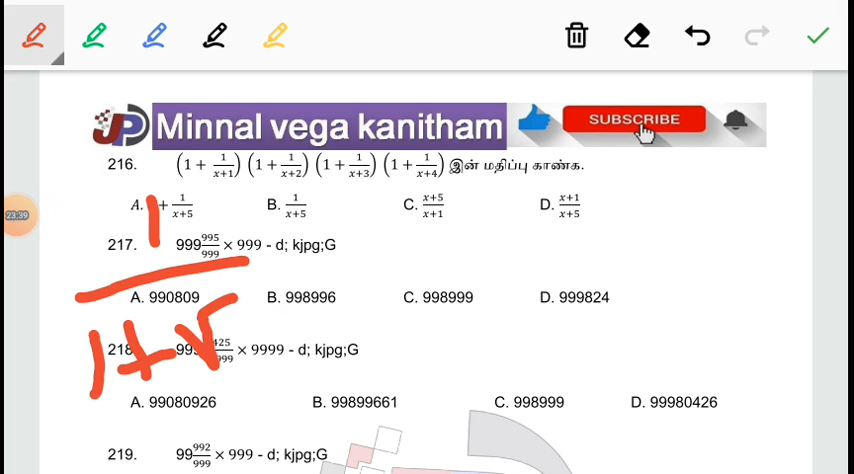 JP Minnal vega kanitham SUBSCRIBE
216. (1 + 1/(x+1)) (1 + 1/(x+2)) (1 + 1/(x+3)) (1 + 1/(x+4)) இன் மதிப்பு காண்க.
A. + 1/(x+5) B. 1/(x+5) C. (x+5)/(x+1) D. (x+1)/(x+5)
23:39
1
217. 999 995/999 × 999 - d; kjpg;G
A. 990809 B. 998996 C. 998999 D. 999824
1+
218 425/ × 9999 - d; kjpg;G
A. 99080926 B. 99899661 C. 998999 D. 99980426
219. 99 992/999 × 999 - d; kjpg;G